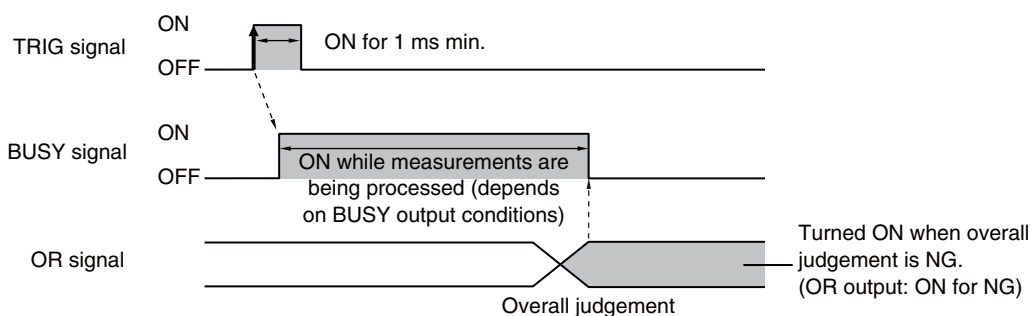 ON
TRIG signal
ON for 1 ms min.
OFF
ON
BUSY signal
ON while measurements are
OFF
being processed (depends
on BUSY output conditions)
OR signal
Turned ON when overall
judgement is NG.
(OR output: ON for NG)
Overall judgement